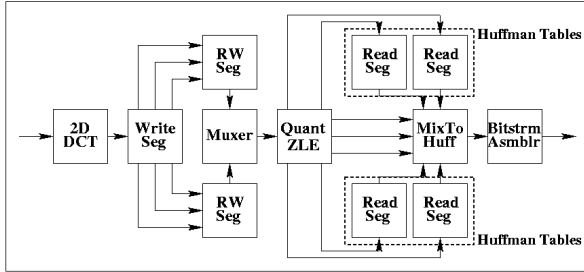 Huffman Tables
RW
Seg
Read
Seg
Read
Seg
2D
DCT
Write
Seg
Muxer
Quant
ZLE
MixTo
Huff
Bitstrm
Asmblr
RW
Seg
Read
Seg
Read
Seg
Huffman Tables